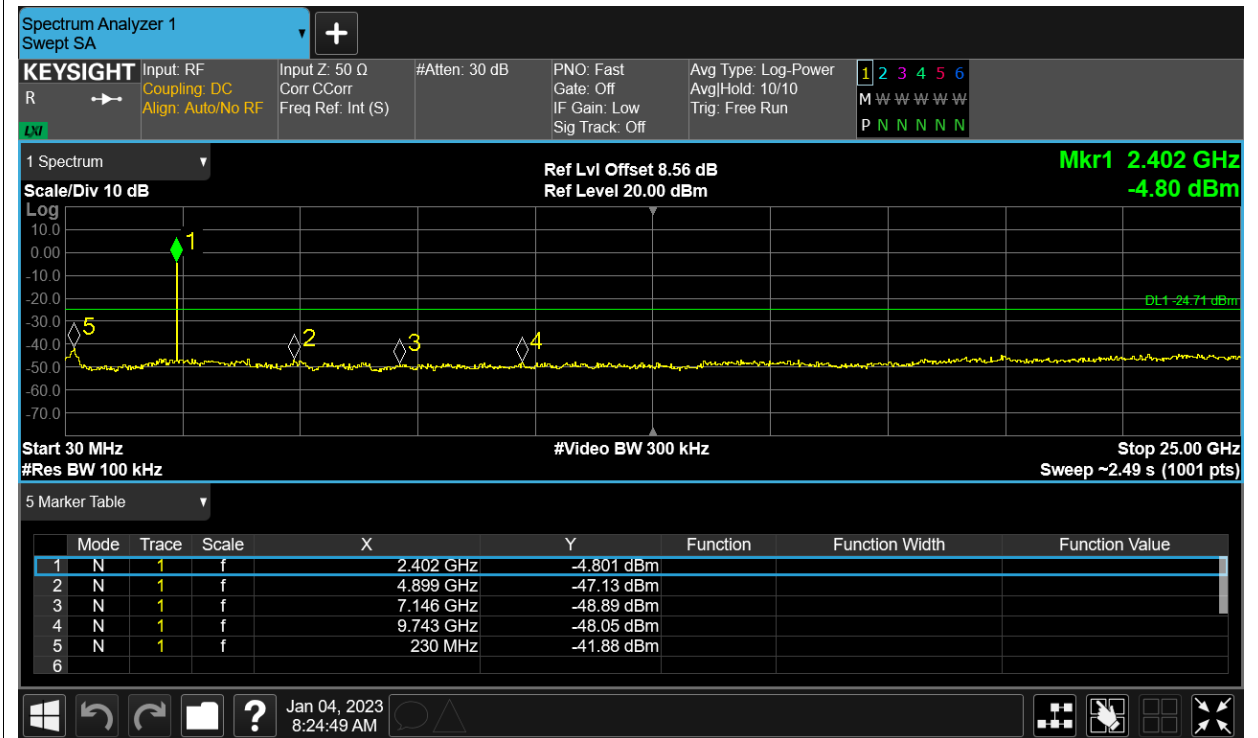 Spectrum Analyzer 1
Swept SA
KEYSIGHT
R
LXI
Input: RF
Coupling: DC
Align: Auto/No RF
Input Z: 50 Ω
Corr CCorr
Freq Ref: Int (S)
#Atten: 30 dB
PNO: Fast
Gate: Off
IF Gain: Low
Sig Track: Off
Avg Type: Log-Power
Avg|Hold: 10/10
Trig: Free Run
1 2 3 4 5 6
M W W W W W
P N N N N N
1 Spectrum
Scale/Div 10 dB
Ref Lvl Offset 8.56 dB
Ref Level 20.00 dBm
Mkr1 2.402 GHz
-4.80 dBm
Log
10.0
0.00
-10.0
-20.0
-30.0
-40.0
-50.0
-60.0
-70.0
1
DL1 -24.71 dBm
5
2
3
4
Start 30 MHz
#Video BW 300 kHz
Stop 25.00 GHz
#Res BW 100 kHz
Sweep ~2.49 s (1001 pts)
5 Marker Table
Mode Trace Scale X Y Function Function Width Function Value
1 N 1 f 2.402 GHz -4.801 dBm
2 N 1 f 4.899 GHz -47.13 dBm
3 N 1 f 7.146 GHz -48.89 dBm
4 N 1 f 9.743 GHz -48.05 dBm
5 N 1 f 230 MHz -41.88 dBm
6
?
Jan 04, 2023
8:24:49 AM